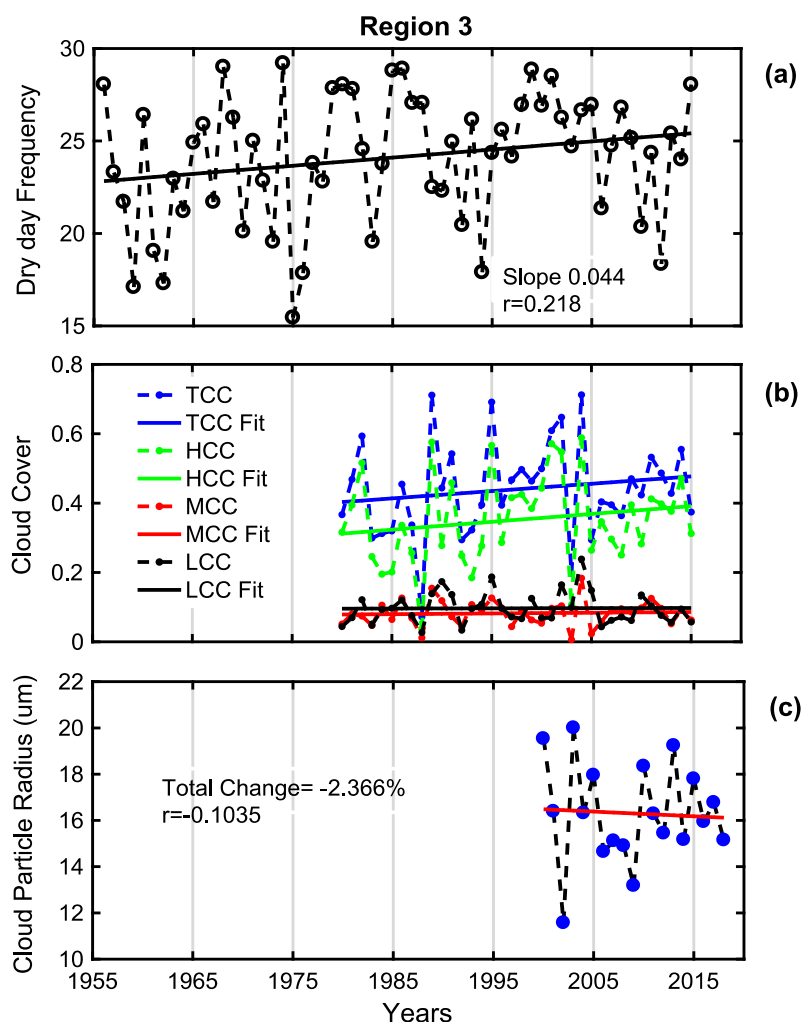 Region 3
(a)
30
25
20
15
Dry day Frequency
Slope 0.044
r=0.218
(b)
0.8
0.6
0.4
0.2
0
Cloud Cover
TCC
TCC Fit
HCC
HCC Fit
MCC
MCC Fit
LCC
LCC Fit
(c)
22
20
18
16
14
12
10
Cloud Particle Radius (um)
Total Change= -2.366%
r=-0.1035
1955 1965 1975 1985 1995 2005 2015
Years